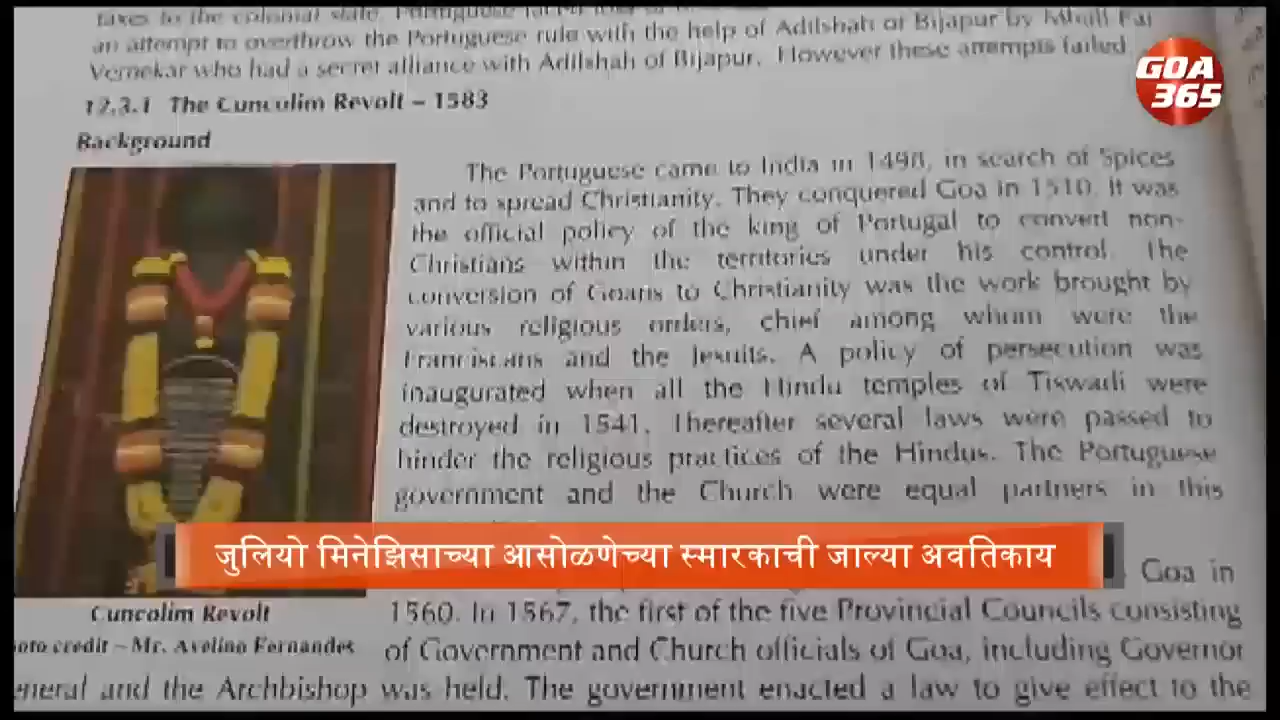 taxes to the colonial state. Portuguese faced
an attempt to overthrow the Portuguese rule with the help of Adilshah of Bijapur by Mhall Pai
Vernekar who had a secret alliance with Adilshah of Bijapur. However these attempts failed.
GOA
365
12.3.1 The Cuncolim Revolt – 1583
Background
The Portuguese came to India in 1498, in search of Spices
and to spread Christianity. They conquered Goa in 1510. It was
the official policy of the king of Portugal to convert non-
Christians within the territories under his control. The
conversion of Goans to Christianity was the work brought by
various religious orders, chief among whom were the
Franciscans and the Jesuits. A policy of persecution was
inaugurated when all the Hindu temples of Tiswadi were
destroyed in 1541. Thereafter several laws were passed to
hinder the religious practices of the Hindus. The Portuguese
government and the Church were equal partners in this
जुलियो मिनेझिसाच्या आसोळणेच्या स्मारकाची जाल्या अवतिकाय
Goa in
1560. In 1567, the first of the five Provincial Councils consisting
of Government and Church officials of Goa, including Governor
Cuncolim Revolt
oto credit – Mr. Avelino Fernandes
neral and the Archbishop was held. The government enacted a law to give effect to the